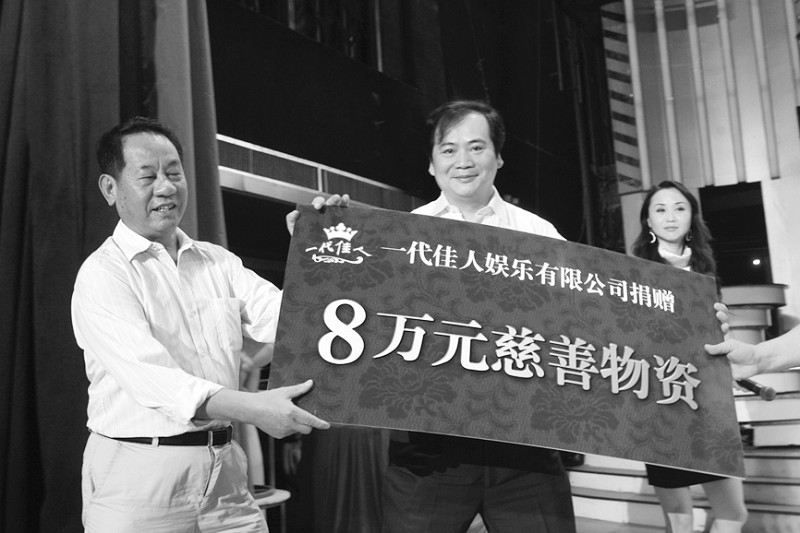 一代佳人
一代佳人娱乐有限公司捐赠
8万元慈善物资